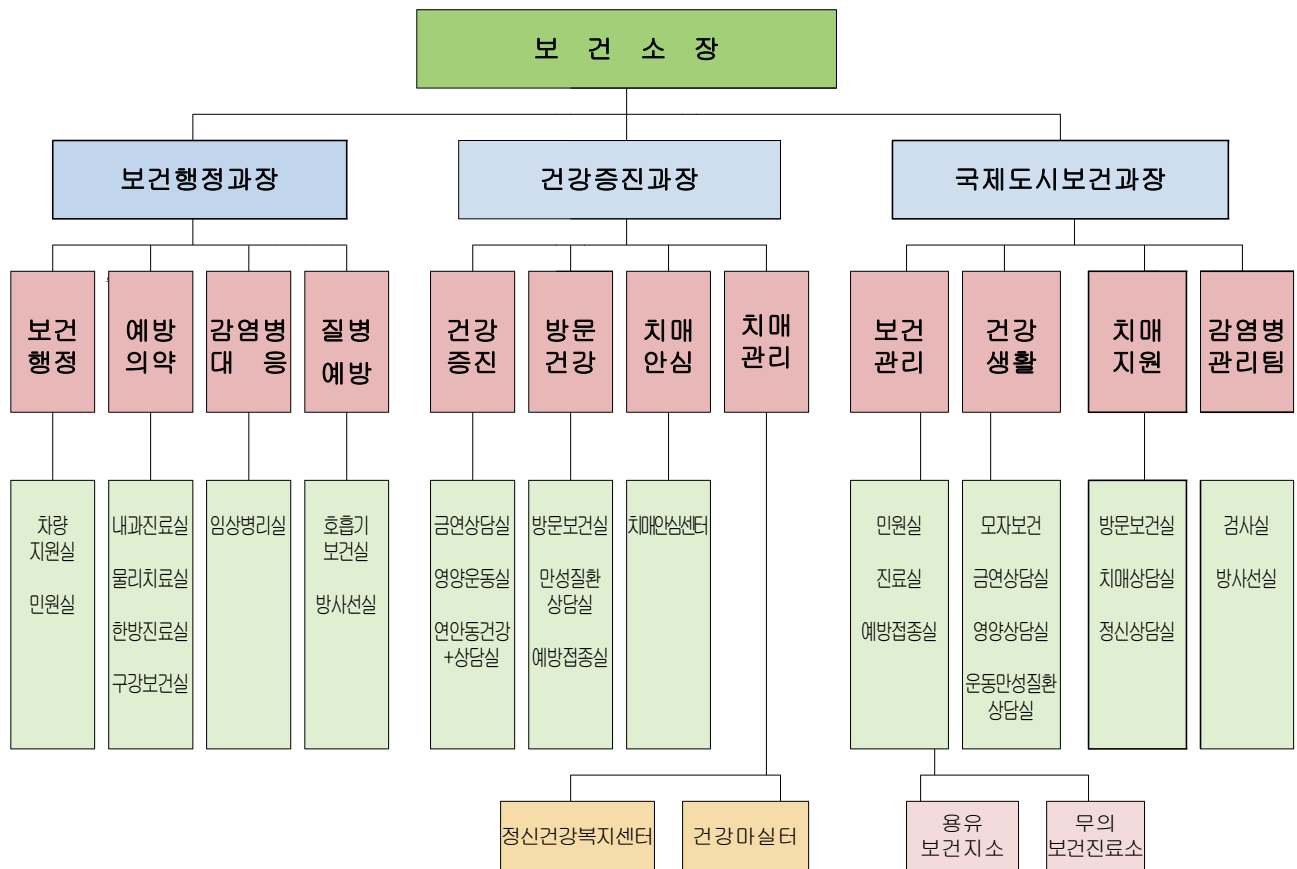 보 건 소 장
보건행정과장
건강증진과장
국제도시보건과장
보건
행정
예방
의약
감염병
대 응
질병
예방
건강
증진
방문
건강
치매
안심
치매
관리
보건
관리
건강
생활
치매
지원
감염병
관리팀
차량
지원실
민원실
내과진료실
물리치료실
한방진료실
구강보건실
임상병리실
호흡기
보건실
방사선실
금연상담실
영양운동실
연안동건강
+상담실
방문보건실
만성질환
상담실
예방접종실
치매안심센터
민원실
진료실
예방접종실
모자보건
금연상담실
영양상담실
운동만성질환
상담실
방문보건실
치매상담실
정신상담실
검사실
방사선실
정신건강복지센터
건강마실터
용유
보건지소
무의
보건진료소